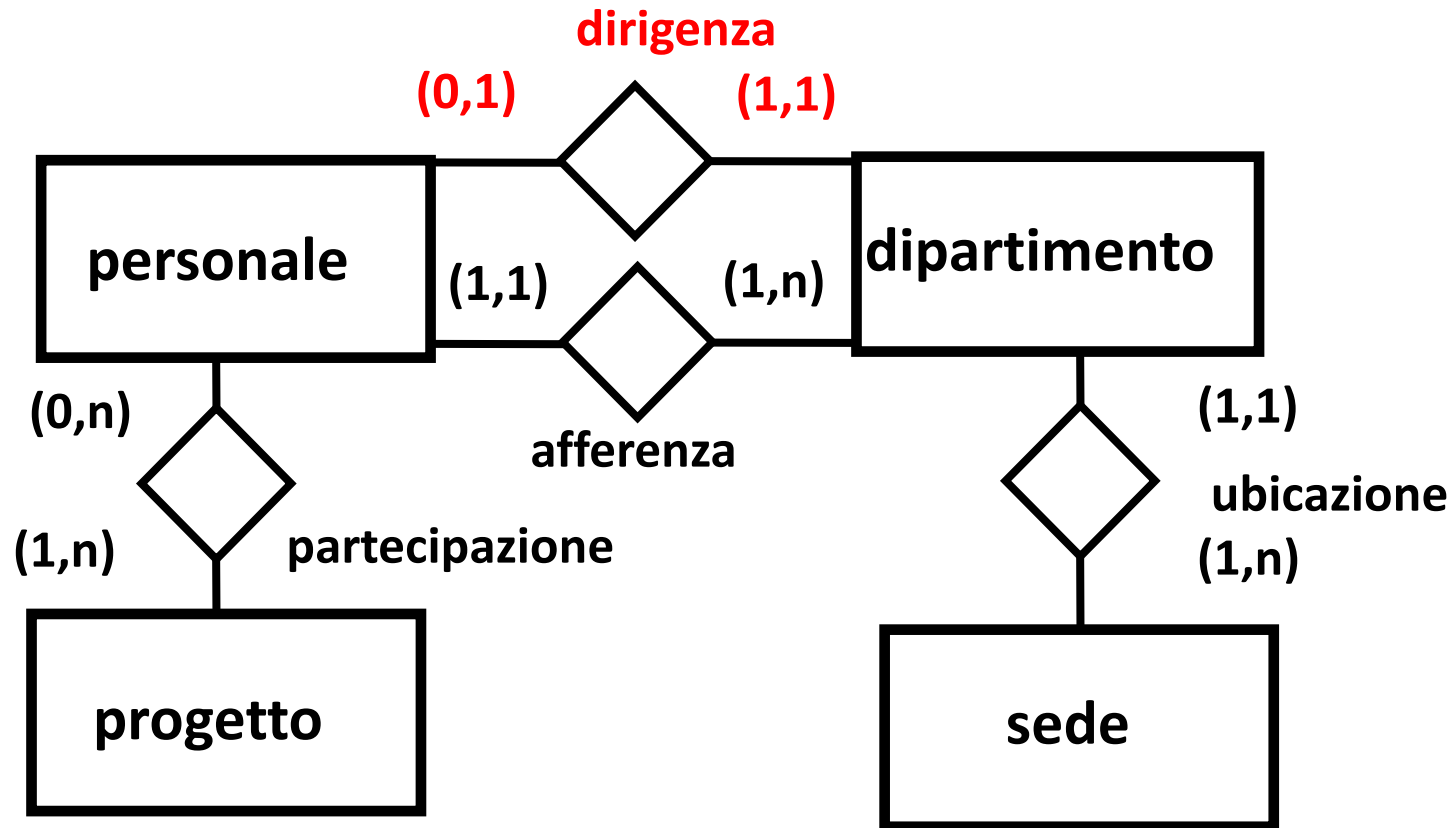 dirigenza
(0,1) (1,1)
personale
dipartimento
(1,1) (1,n)
afferenza
(0,n)
(1,n)
partecipazione
(1,1)
ubicazione
(1,n)
progetto
sede